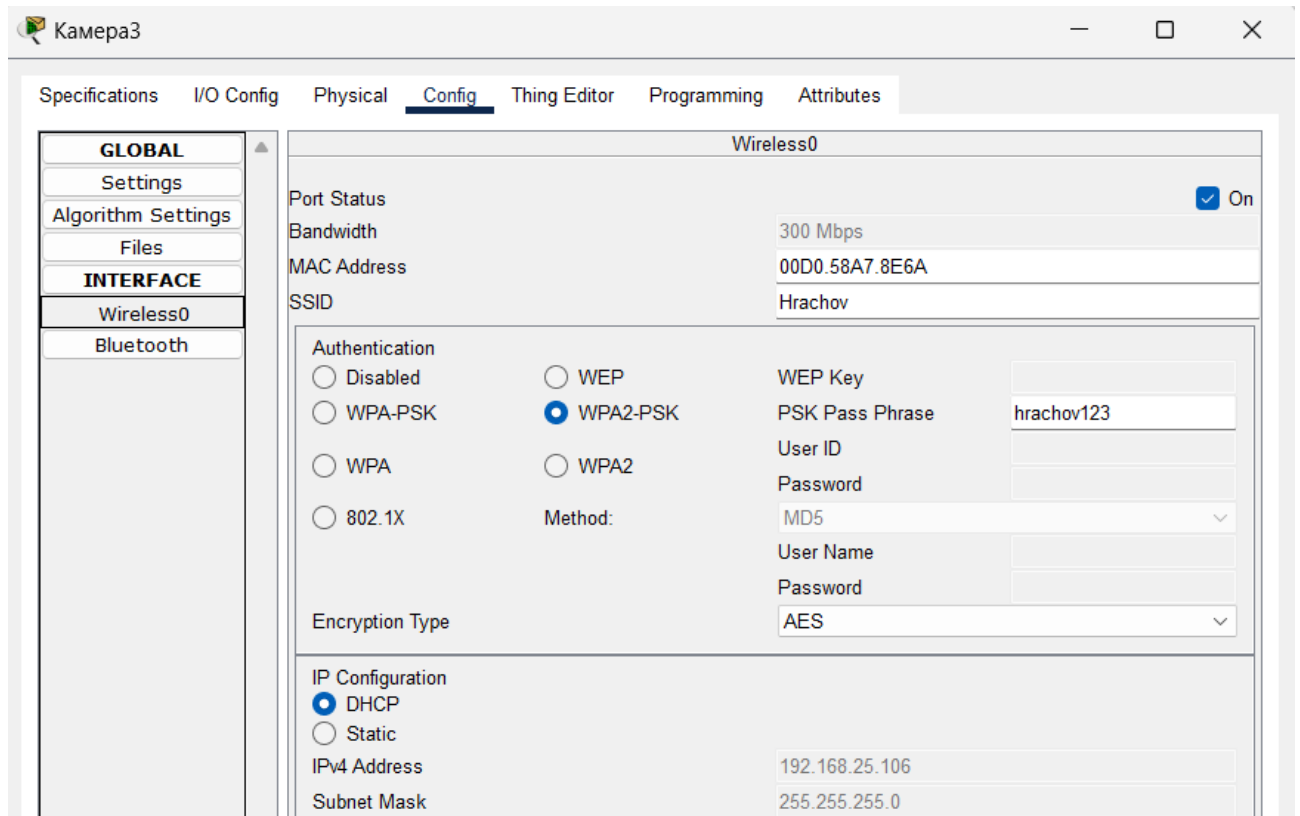 Камера3
Specifications I/O Config Physical Config Thing Editor Programming Attributes
GLOBAL
Settings
Algorithm Settings
Files
INTERFACE
Wireless0
Bluetooth
Wireless0
Port Status On
Bandwidth 300 Mbps
MAC Address 00D0.58A7.8E6A
SSID Hrachov
Authentication
Disabled WEP WEP Key
WPA-PSK WPA2-PSK PSK Pass Phrase hrachov123
User ID
WPA WPA2
Password
802.1X Method: MD5
User Name
Password
Encryption Type AES
IP Configuration
DHCP
Static
IPv4 Address 192.168.25.106
Subnet Mask 255.255.255.0